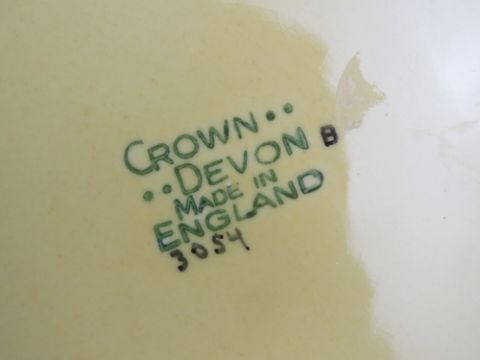 CROWN..
..DEVON B
MADE IN
ENGLAND
3054